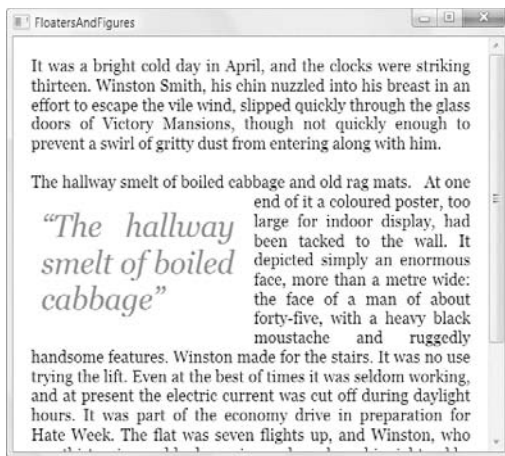 FloatersAndFigures
It was a bright cold day in April, and the clocks were striking
thirteen. Winston Smith, his chin nuzzled into his breast in an
effort to escape the vile wind, slipped quickly through the glass
doors of Victory Mansions, though not quickly enough to
prevent a swirl of gritty dust from entering along with him.
The hallway smelt of boiled cabbage and old rag mats. At one
“The hallway
smelt of boiled
cabbage”
end of it a coloured poster, too
large for indoor display, had
been tacked to the wall. It
depicted simply an enormous
face, more than a metre wide:
the face of a man of about
forty-five, with a heavy black
moustache and ruggedly
handsome features. Winston made for the stairs. It was no use
trying the lift. Even at the best of times it was seldom working,
and at present the electric current was cut off during daylight
hours. It was part of the economy drive in preparation for
Hate Week. The flat was seven flights up, and Winston, who